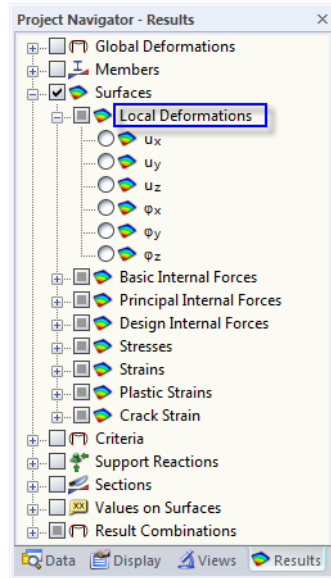 Project Navigator - Results
Global Deformations
Members
Surfaces
Local Deformations
ux
uy
uz
φx
φy
φz
Basic Internal Forces
Principal Internal Forces
Design Internal Forces
Stresses
Strains
Plastic Strains
Crack Strain
Criteria
Support Reactions
Sections
xx Values on Surfaces
Result Combinations
Data Display Views Results